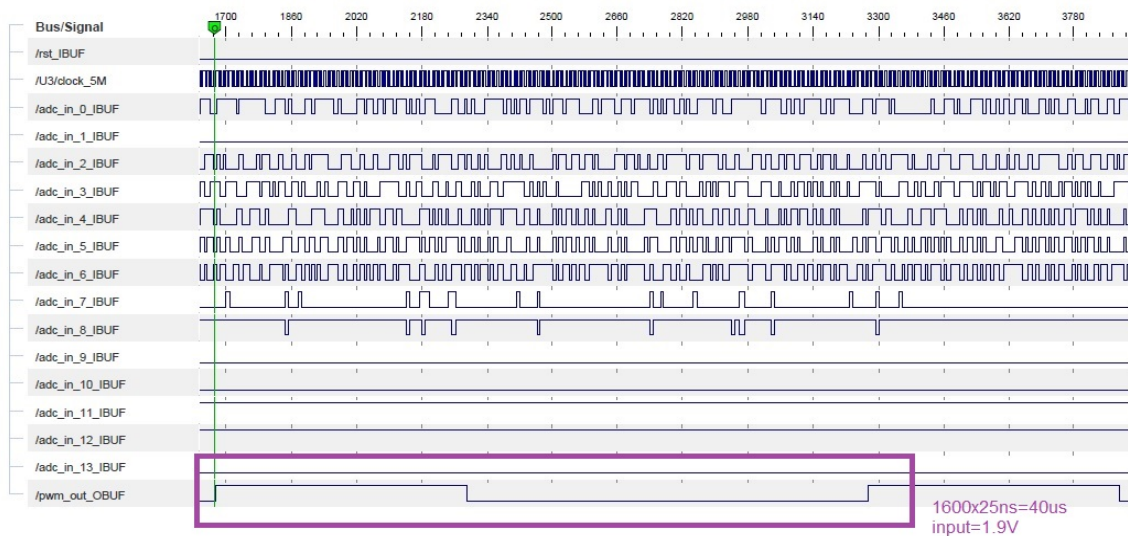 Bus/Signal
1700 1860 2020 2180 2340 2500 2660 2820 2980 3140 3300 3460 3620 3780
/rst_IBUF
/U3/clock_5M
/adc_in_0_IBUF
/adc_in_1_IBUF
/adc_in_2_IBUF
/adc_in_3_IBUF
/adc_in_4_IBUF
/adc_in_5_IBUF
/adc_in_6_IBUF
/adc_in_7_IBUF
/adc_in_8_IBUF
/adc_in_9_IBUF
/adc_in_10_IBUF
/adc_in_11_IBUF
/adc_in_12_IBUF
/adc_in_13_IBUF
/pwm_out_OBUF
1600x25ns=40us
input=1.9V